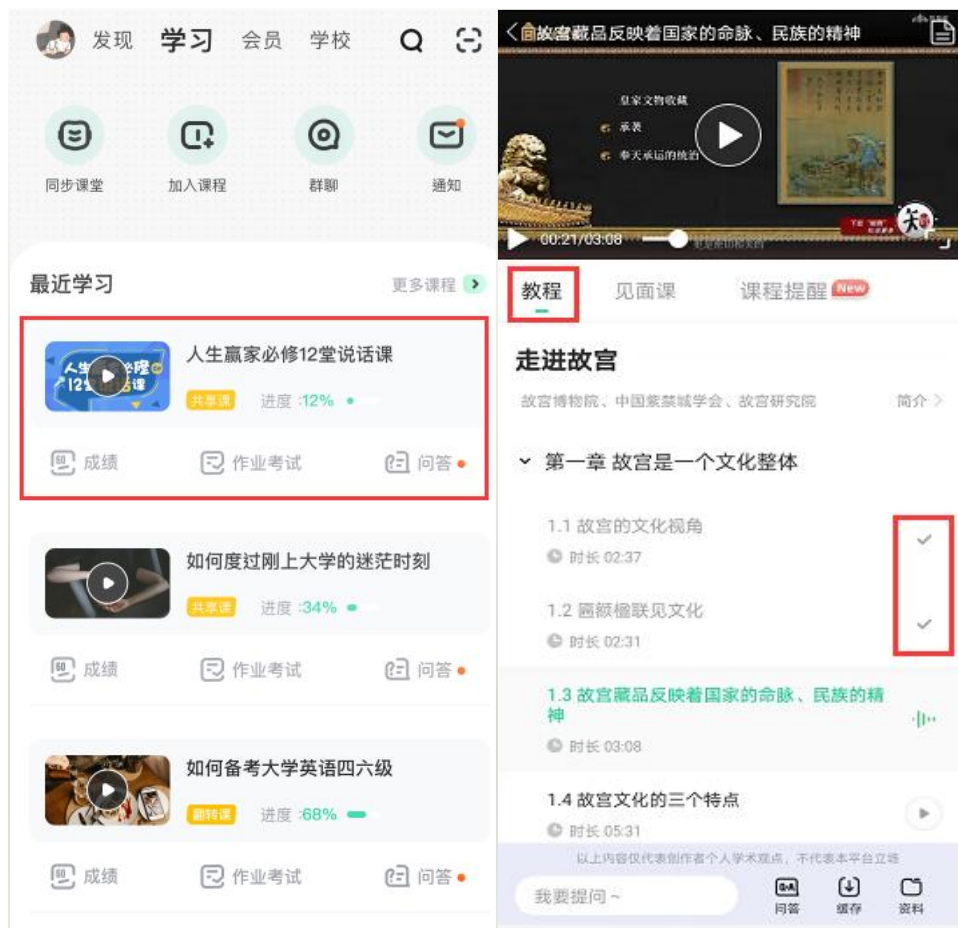 发现 学习 会员 学校
同步课堂 加入课程 群聊 通知
最近学习
更多课程
人生赢家必修12堂说话课
共享课 进度 :12%
成绩 作业考试 问答
如何度过刚上大学的迷茫时刻
共享课 进度 :34%
成绩 作业考试 问答
如何备考大学英语四六级
翻转课 进度 :68%
成绩 作业考试 问答
故宫藏品反映着国家的命脉、民族的精神
皇家文物收藏
承袭
奉天承运的统治
知
00:21/03:08
教程 见面课 课程提醒 New
走进故宫
故宫博物院、中国紫禁城学会、故宫研究院 简介
第一章 故宫是一个文化整体
1.1 故宫的文化视角
时长 02:37
1.2 匾额楹联见文化
时长 02:31
1.3 故宫藏品反映着国家的命脉、民族的精
神
时长 03:08
1.4 故宫文化的三个特点
时长 05:31
以上内容仅代表创作者个人学术观点，不代表本平台立场
我要提问～
问答 缓存 资料